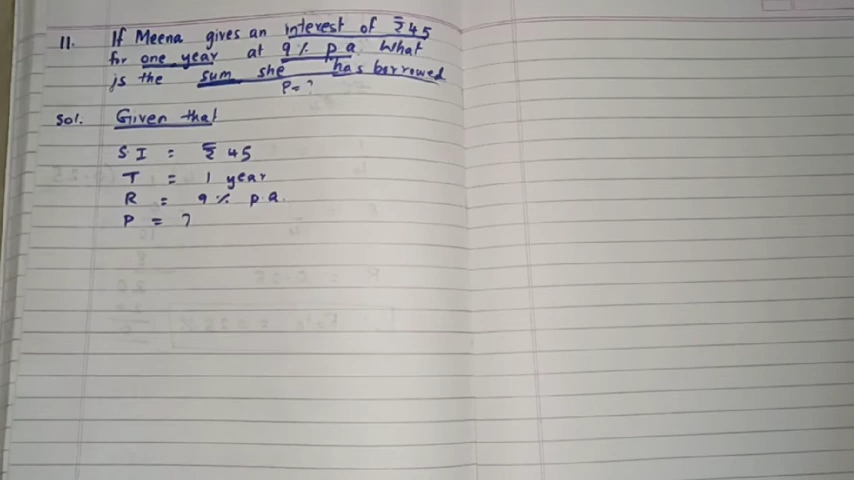 11. If Meena gives an interest of ₹45
for one year at 9% p.a. What
is the sum she has borrowed
P = ?
Sol. Given that
S I = ₹ 45
T = 1 year
R = 9% p.a.
P = ?